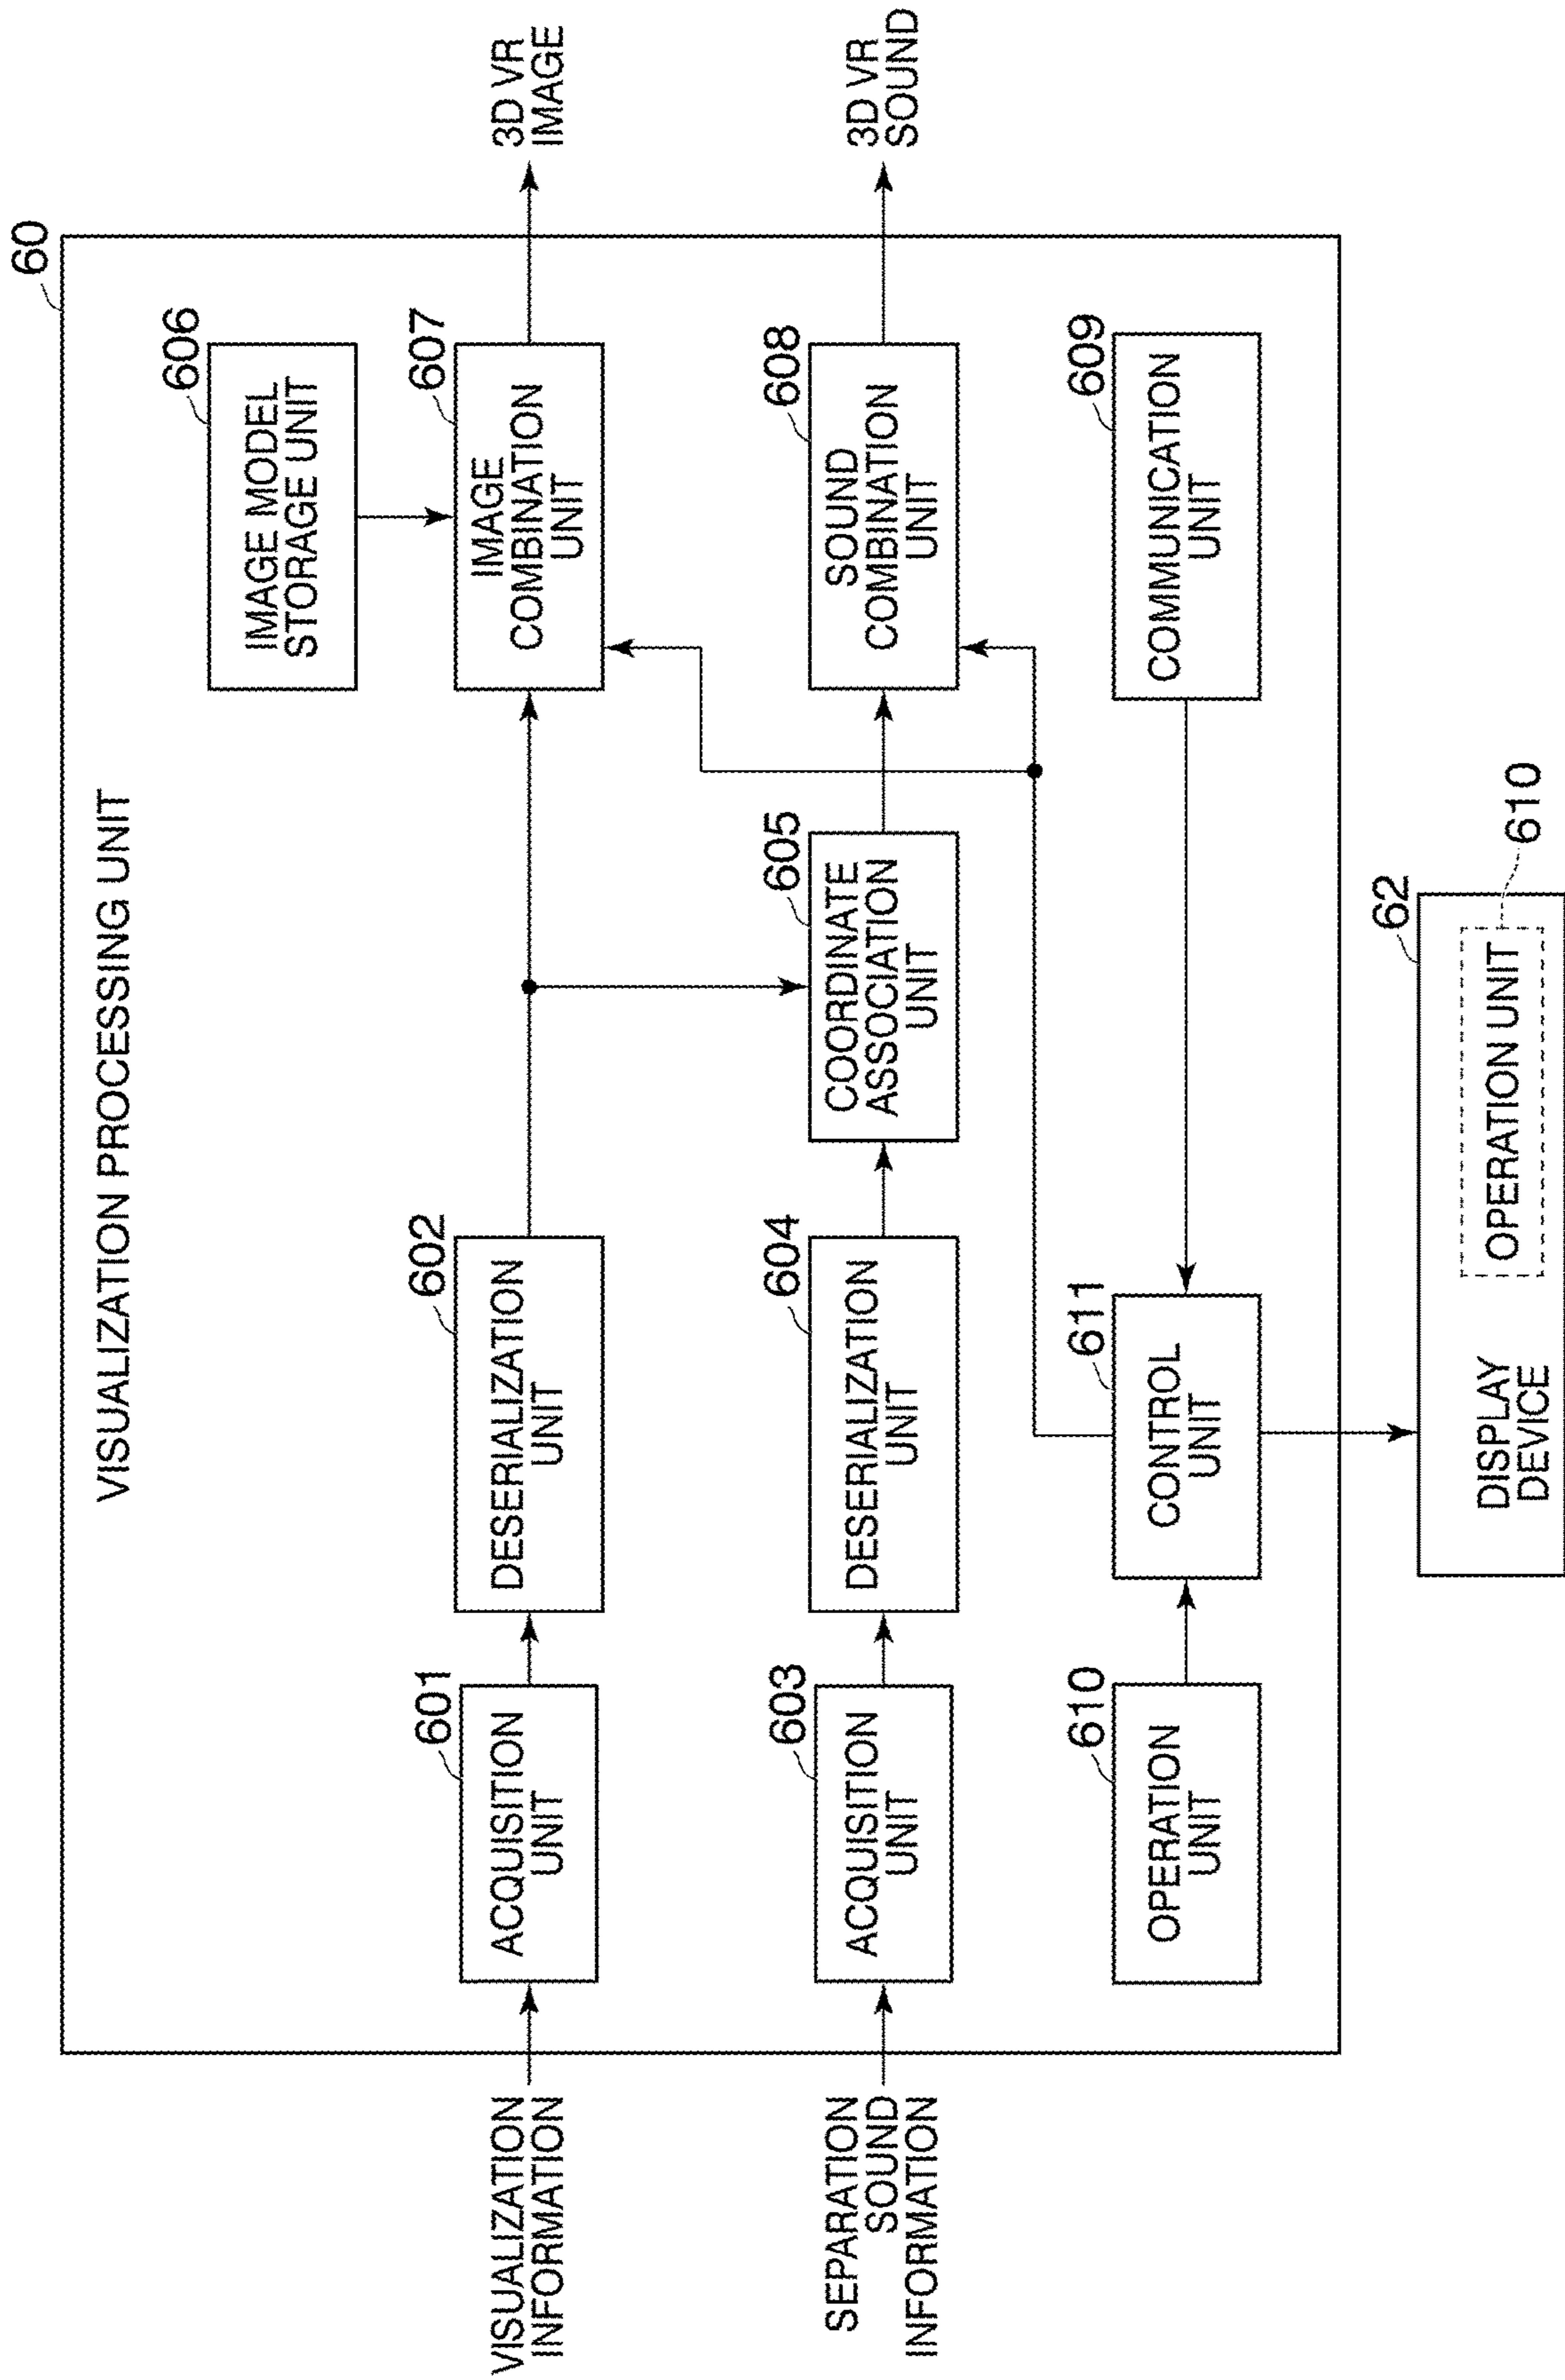 60
VISUALIZATION PROCESSING UNIT
606
IMAGE MODEL
STORAGE UNIT
VISUALIZATION
INFORMATION
601
ACQUISITION
UNIT
602
DESERIALIZATION
UNIT
607
IMAGE
COMBINATION
UNIT
3D VR
IMAGE
SEPARATION
SOUND
INFORMATION
603
ACQUISITION
UNIT
604
DESERIALIZATION
UNIT
605
COORDINATE
ASSOCIATION
UNIT
608
SOUND
COMBINATION
UNIT
3D VR
SOUND
610
OPERATION
UNIT
611
CONTROL
UNIT
609
COMMUNICATION
UNIT
62
DISPLAY
DEVICE
OPERATION UNIT
610